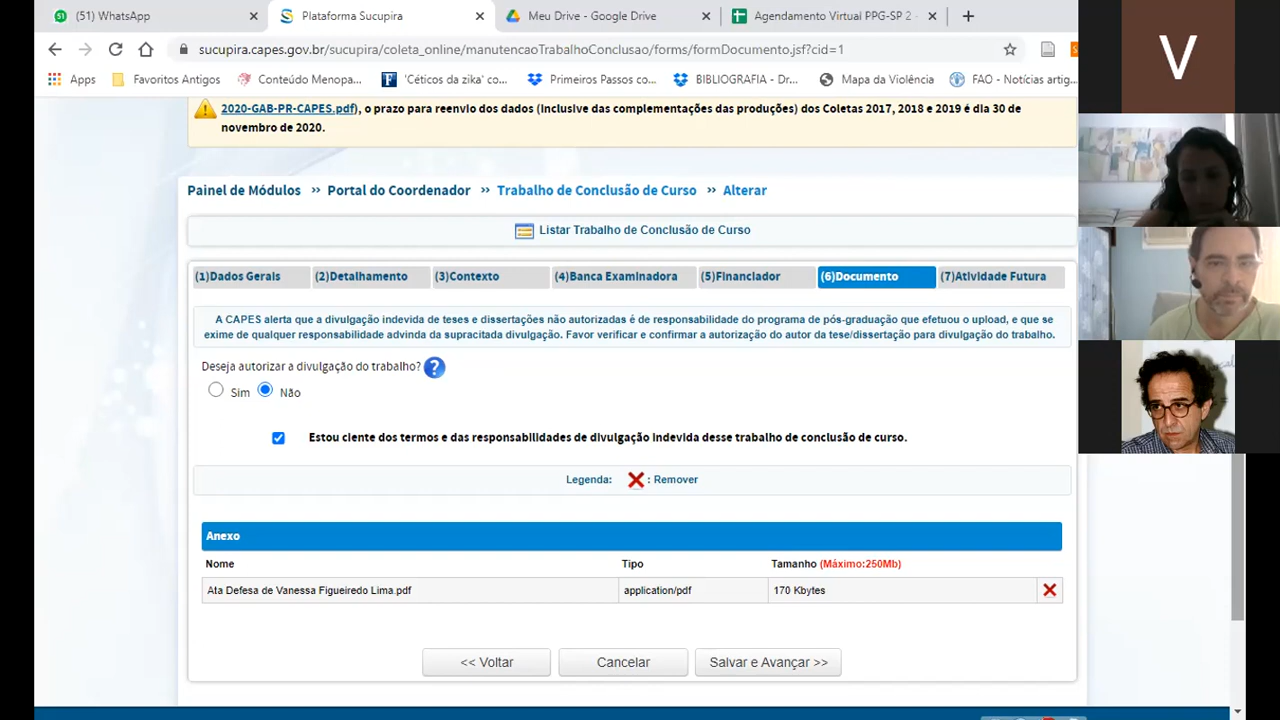 (51) WhatsApp
Plataforma Sucupira
Meu Drive - Google Drive
Agendamento Virtual PPG-SP 2 -
sucupira.capes.gov.br/sucupira/coleta_online/manutencaoTrabalhoConclusao/forms/formDocumento.jsf?cid=1
Apps
Favoritos Antigos
Conteúdo Menopa...
'Céticos da zika' co...
Primeiros Passos co...
BIBLIOGRAFIA - Dr...
Mapa da Violência
FAO - Notícias artig...
V
2020-GAB-PR-CAPES.pdf), o prazo para reenvio dos dados (Inclusive das complementações das produções) dos Coletas 2017, 2018 e 2019 é dia 30 de
novembro de 2020.
Painel de Módulos » Portal do Coordenador » Trabalho de Conclusão de Curso » Alterar
Listar Trabalho de Conclusão de Curso
(1)Dados Gerais (2)Detalhamento (3)Contexto (4)Banca Examinadora (5)Financiador (6)Documento (7)Atividade Futura
A CAPES alerta que a divulgação indevida de teses e dissertações não autorizadas é de responsabilidade do programa de pós-graduação que efetuou o upload, e que se
exime de qualquer responsabilidade advinda da supracitada divulgação. Favor verificar e confirmar a autorização do autor da tese/dissertação para divulgação do trabalho.
Deseja autorizar a divulgação do trabalho? ?
Sim Não
Estou ciente dos termos e das responsabilidades de divulgação indevida desse trabalho de conclusão de curso.
Legenda: : Remover
Anexo
Nome Tipo Tamanho (Máximo:250Mb)
Ata Defesa de Vanessa Figueiredo Lima.pdf application/pdf 170 Kbytes
<< Voltar Cancelar Salvar e Avançar >>